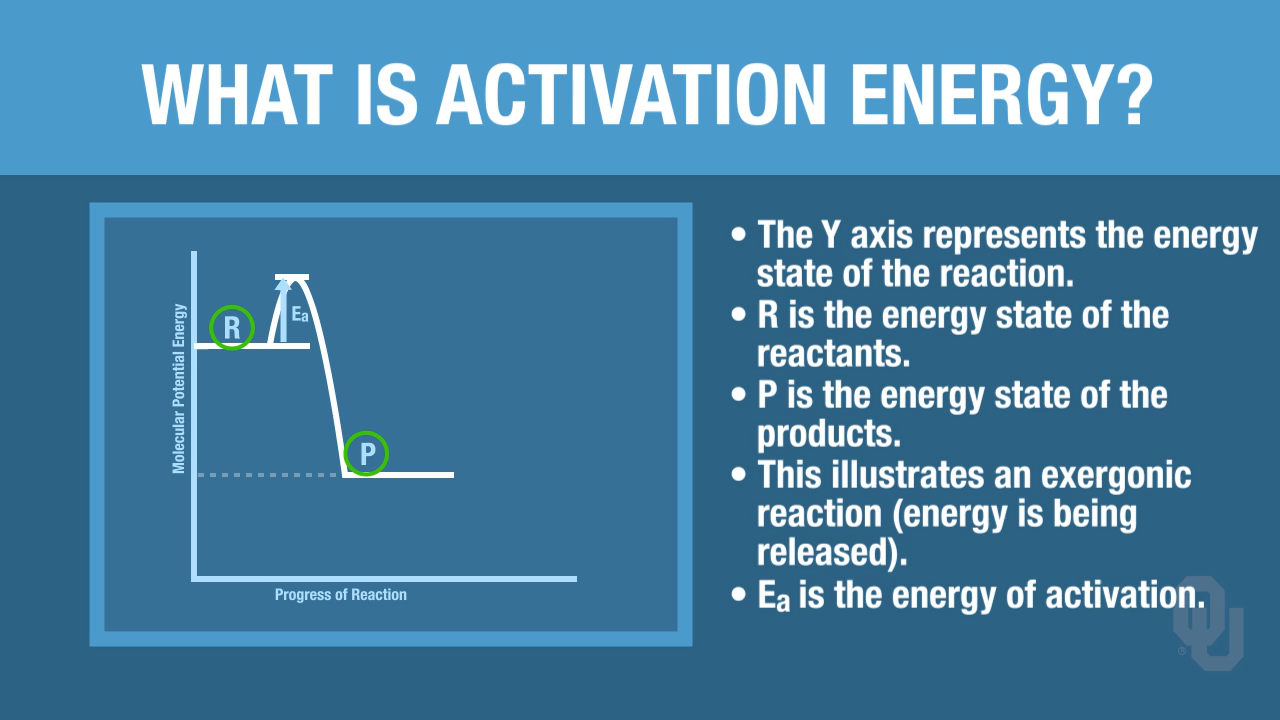 WHAT IS ACTIVATION ENERGY?
Molecular Potential Energy
R
Ea
P
Progress of Reaction
• The Y axis represents the energy
state of the reaction.
• R is the energy state of the
reactants.
• P is the energy state of the
products.
• This illustrates an exergonic
reaction (energy is being
released).
• Ea is the energy of activation.
OU
®